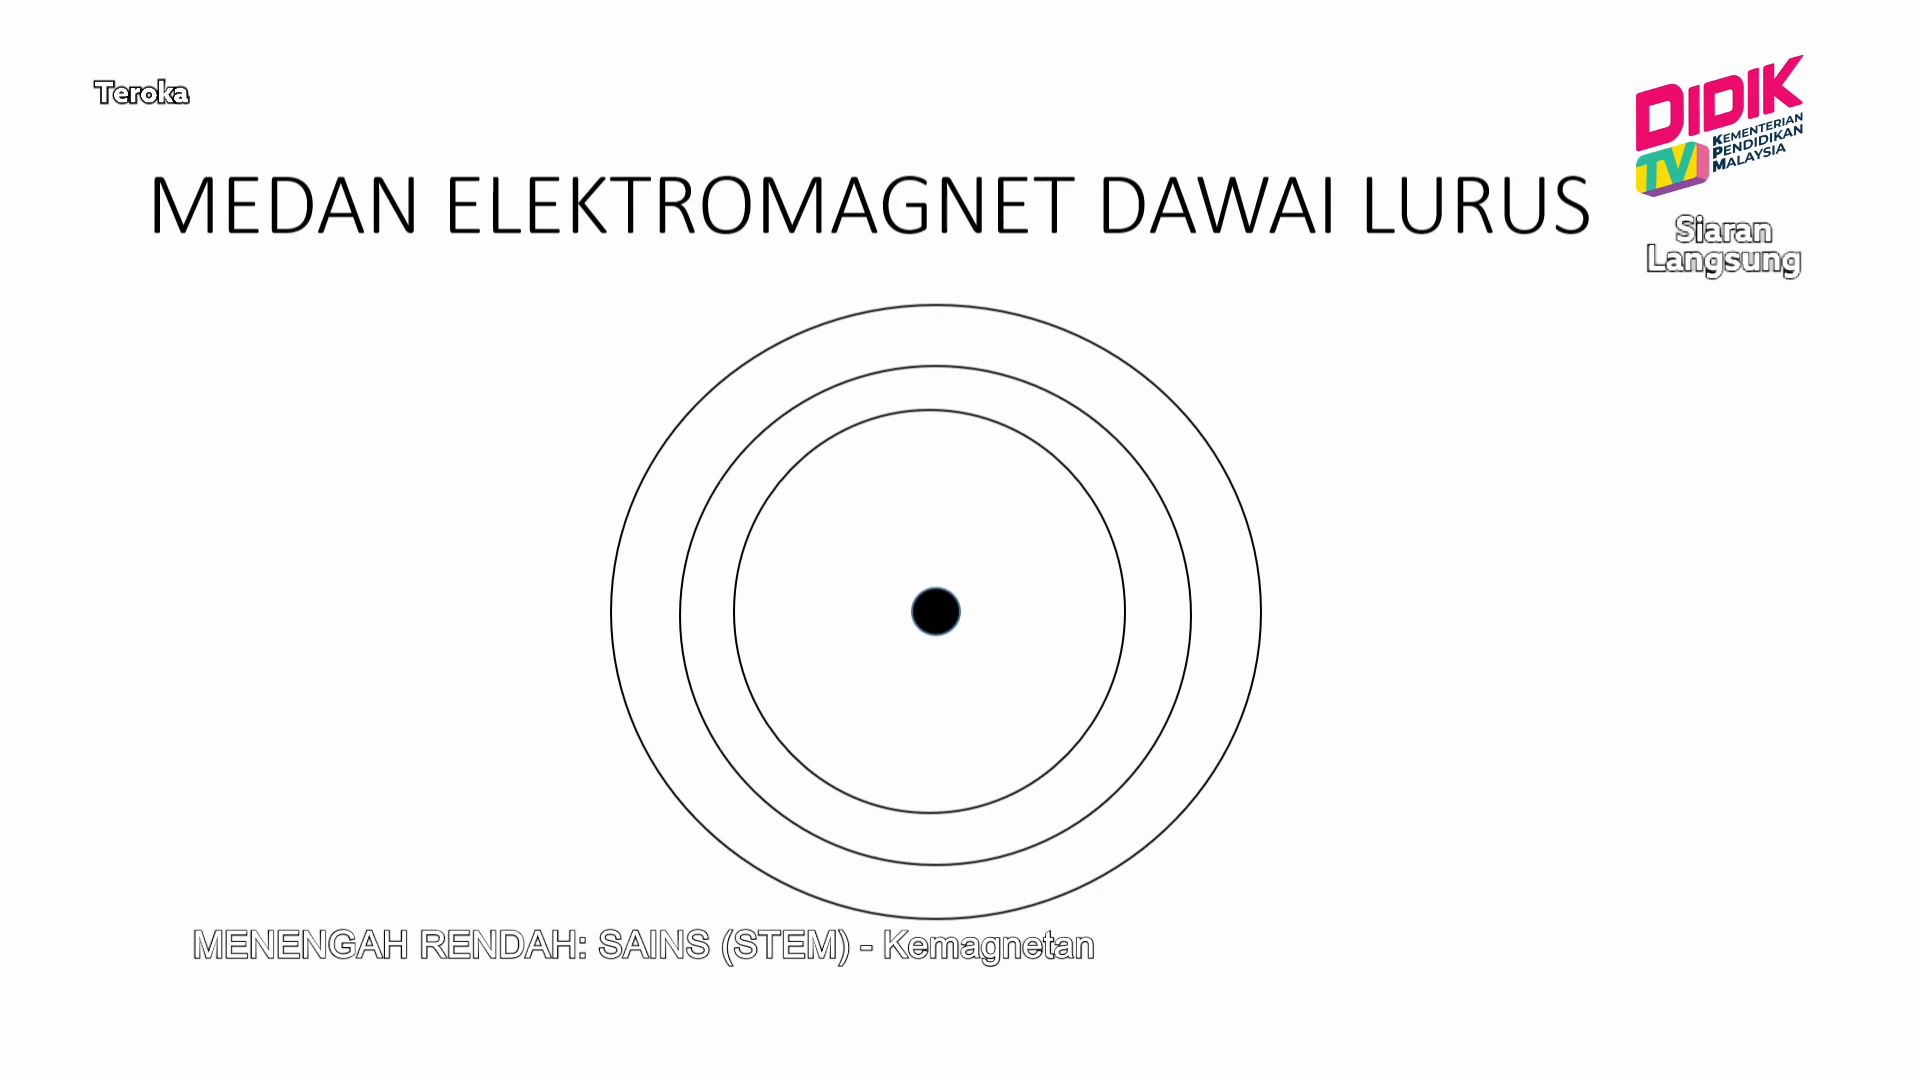 Teroka
DIDIK
TV
KEMENTERIAN
PENDIDIKAN
MALAYSIA
MEDAN ELEKTROMAGNET DAWAI LURUS
Siaran
Langsung
MENENGAH RENDAH: SAINS (STEM) - Kemagnetan